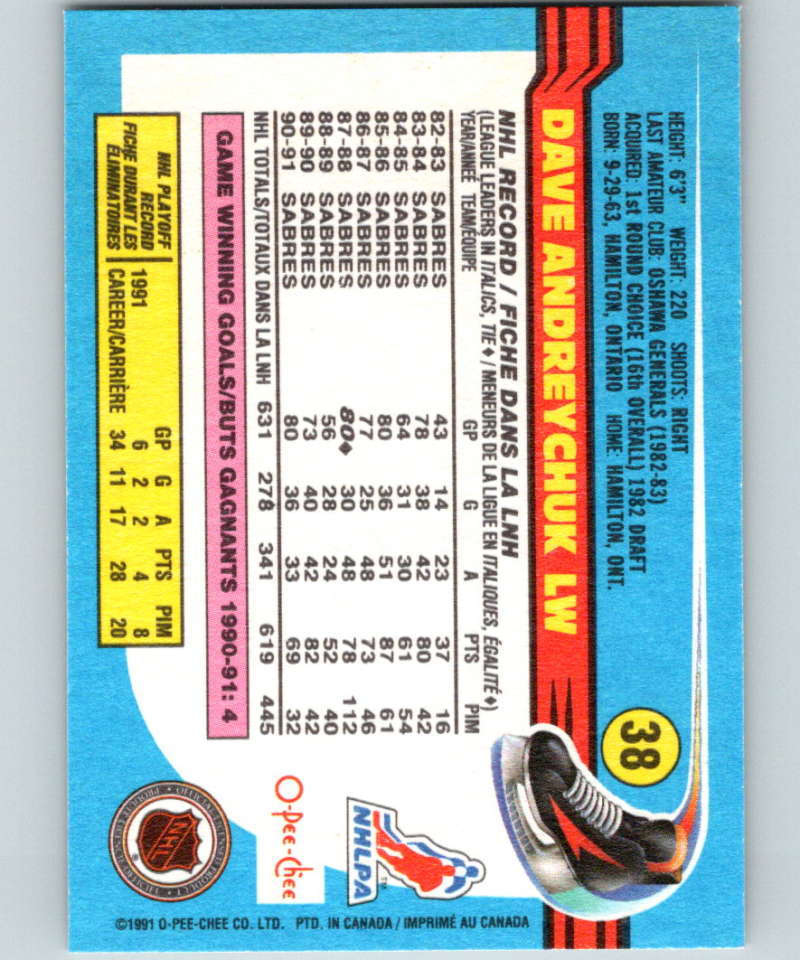 38
HEIGHT: 6'3" WEIGHT: 220 SHOOTS: RIGHT
LAST AMATEUR CLUB: OSHAWA GENERALS (1982-83)
ACQUIRED: 1st ROUND CHOICE (16th OVERALL) 1982 DRAFT
BORN: 9-29-63, HAMILTON, ONTARIO HOME: HAMILTON, ONT.
DAVE ANDREYCHUK LW
NHL RECORD / FICHE DANS LA LNH
(LEAGUE LEADERS IN ITALICS, TIE♦ / MENEURS DE LA LIGUE EN ITALIQUES, ÉGALITÉ♦)
YEAR/ANNÉE TEAM/ÉQUIPE GP G A PTS PIM
82-83 SABRES 43 14 23 37 16
83-84 SABRES 78 38 42 80 42
84-85 SABRES 64 31 30 61 54
85-86 SABRES 80 36 51 87 61
86-87 SABRES 77 25 48 73 46
87-88 SABRES 80♦ 30 48 78 112
88-89 SABRES 56 28 24 52 40
89-90 SABRES 73 40 42 82 42
90-91 SABRES 80 36 33 69 32
NHL TOTALS/TOTAUX DANS LA LNH 631 278 341 619 445
GAME WINNING GOALS/BUTS GAGNANTS 1990-91: 4
NHL PLAYOFF
RECORD
FICHE DURANT LES
ÉLIMINATOIRES
GP G A PTS PIM
1991 6 2 2 4 8
CAREER/CARRIÈRE 34 11 17 28 20
NHLPA
TM
O-Pee-Chee
NHL
®
©1991 O-PEE-CHEE CO. LTD. PTD. IN CANADA / IMPRIMÉ AU CANADA